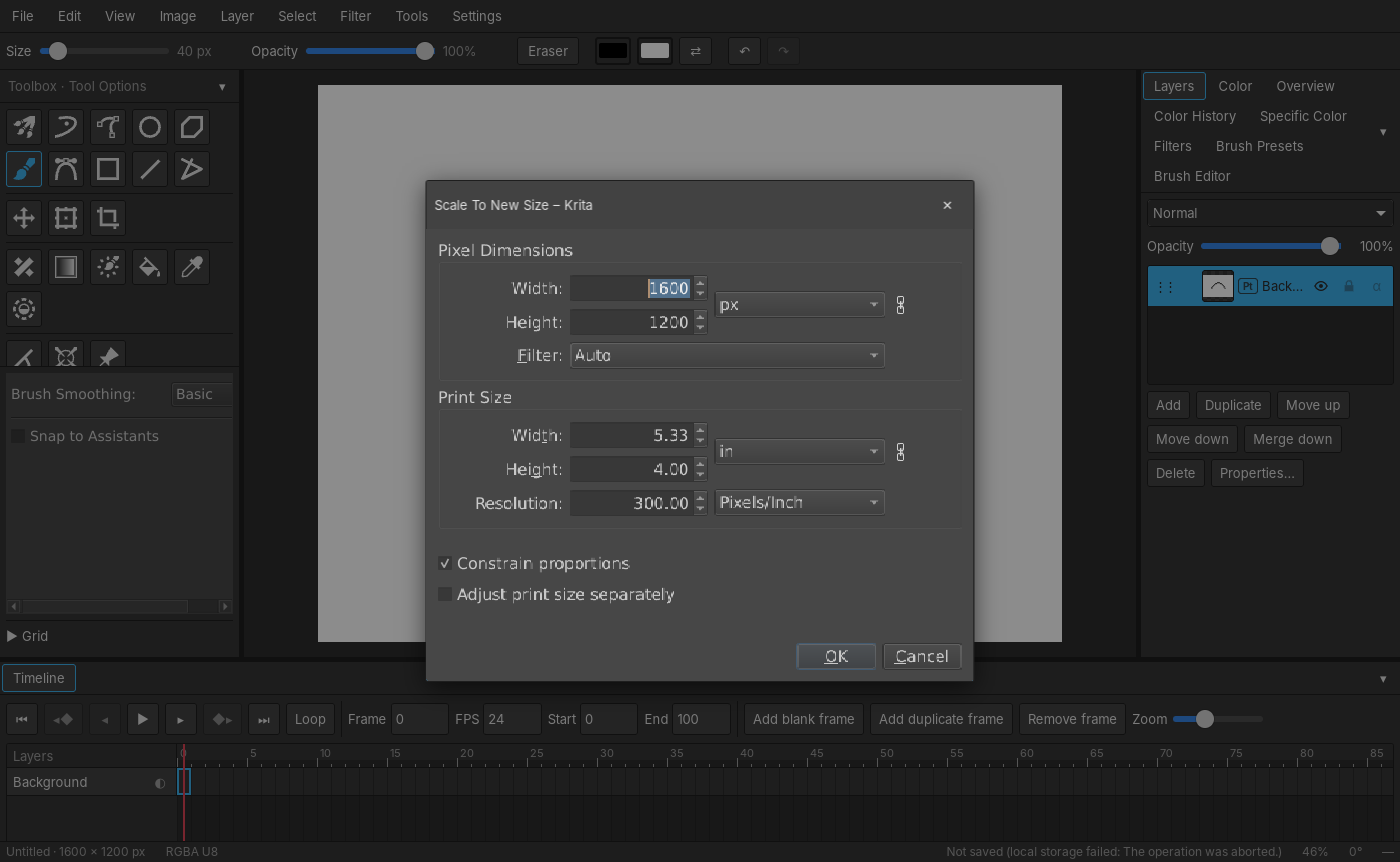 File Edit View Image Layer Select Filter Tools Settings
Size 40 px Opacity 100% Eraser
Toolbox · Tool Options
Layers Color Overview
Color History Specific Color
Filters Brush Presets
Brush Editor
Normal
Opacity 100%
Pt Back... α
Add Duplicate Move up
Move down Merge down
Delete Properties...
Brush Smoothing: Basic
Snap to Assistants
Grid
Scale To New Size – Krita ×
Pixel Dimensions
Width: 1600
px
Height: 1200
Filter: Auto
Print Size
Width: 5.33
in
Height: 4.00
Resolution: 300.00 Pixels/Inch
Constrain proportions
Adjust print size separately
OK Cancel
Timeline
Loop Frame 0 FPS 24 Start 0 End 100 Add blank frame Add duplicate frame Remove frame Zoom
Layers 0 5 10 15 20 25 30 35 40 45 50 55 60 65 70 75 80 85
Background
Untitled · 1600 × 1200 px RGBA U8 Not saved (local storage failed: The operation was aborted.) 46% 0° —